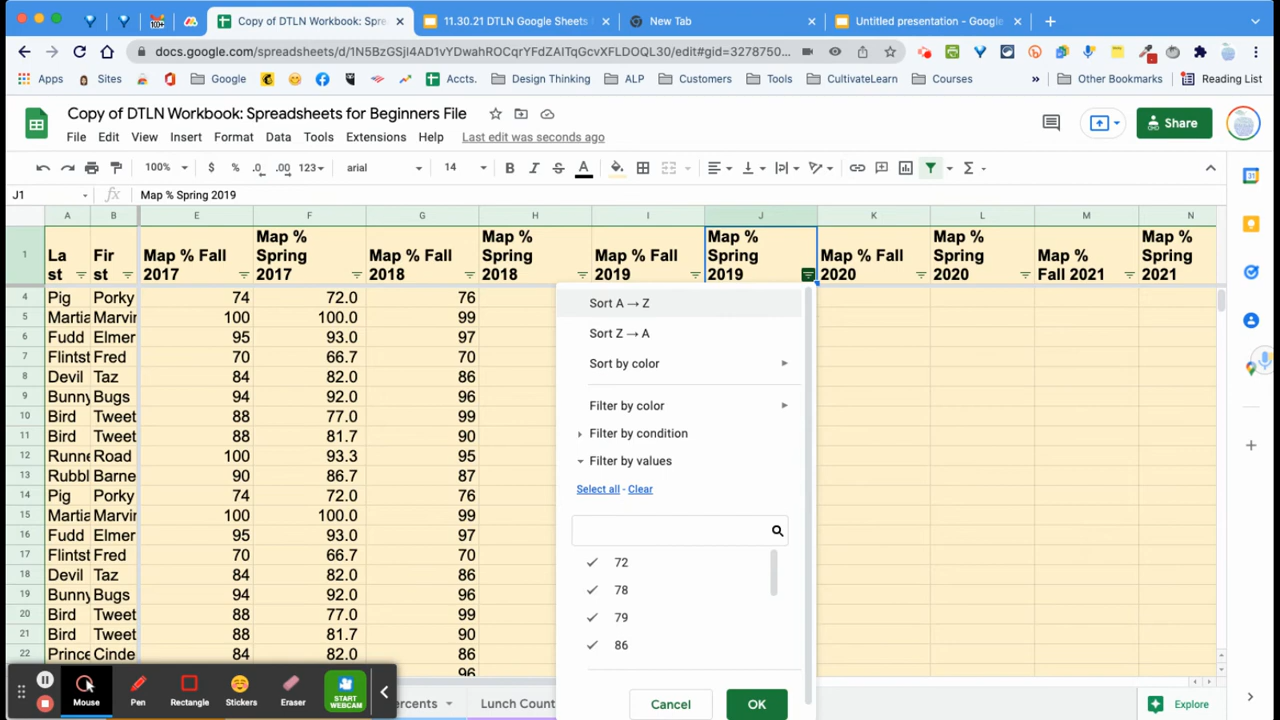 100+
Copy of DTLN Workbook: Spre
11.30.21 DTLN Google Sheets
New Tab
Untitled presentation - Google
docs.google.com/spreadsheets/d/1N5BzGSjI4AD1vYDwahROCqrYFdZAITqGcvXFLDOQL30/edit#gid=3278750...
Apps Sites Google Accts. Design Thinking ALP Customers Tools CultivateLearn Courses » Other Bookmarks Reading List
Copy of DTLN Workbook: Spreadsheets for Beginners File
Share
File Edit View Insert Format Data Tools Extensions Help Last edit was seconds ago
100% $ % .0 .00 123 arial 14 B I S A Σ
J1 fx Map % Spring 2019
A B E F G H I J K L M N
1 La st Fir st Map % Fall 2017 Map % Spring 2017 Map % Fall 2018 Map % Spring 2018 Map % Fall 2019 Map % Spring 2019 Map % Fall 2020 Map % Spring 2020 Map % Fall 2021 Map % Spring 2021
4 Pig Porky 74 72.0 76
5 Martia Marvin 100 100.0 99
6 Fudd Elmer 95 93.0 97
7 Flintst Fred 70 66.7 70
8 Devil Taz 84 82.0 86
9 Bunny Bugs 94 92.0 96
10 Bird Tweet 88 77.0 99
11 Bird Tweet 88 81.7 90
12 Runne Road 100 93.3 95
13 Rubbl Barne 90 86.7 87
14 Pig Porky 74 72.0 76
15 Martia Marvin 100 100.0 99
16 Fudd Elmer 95 93.0 97
17 Flintst Fred 70 66.7 70
18 Devil Taz 84 82.0 86
19 Bunny Bugs 94 92.0 96
20 Bird Tweet 88 79.0 99
21 Bird Tweet 88 81.7 90
22 Prince Cinde 84 82.0 86
96
Sort A → Z
Sort Z → A
Sort by color
Filter by color
Filter by condition
Filter by values
Select all - Clear
72
78
79
86
Cancel OK
Mouse Pen Rectangle Stickers Eraser START WEBCAM
ercents Lunch Count
Explore